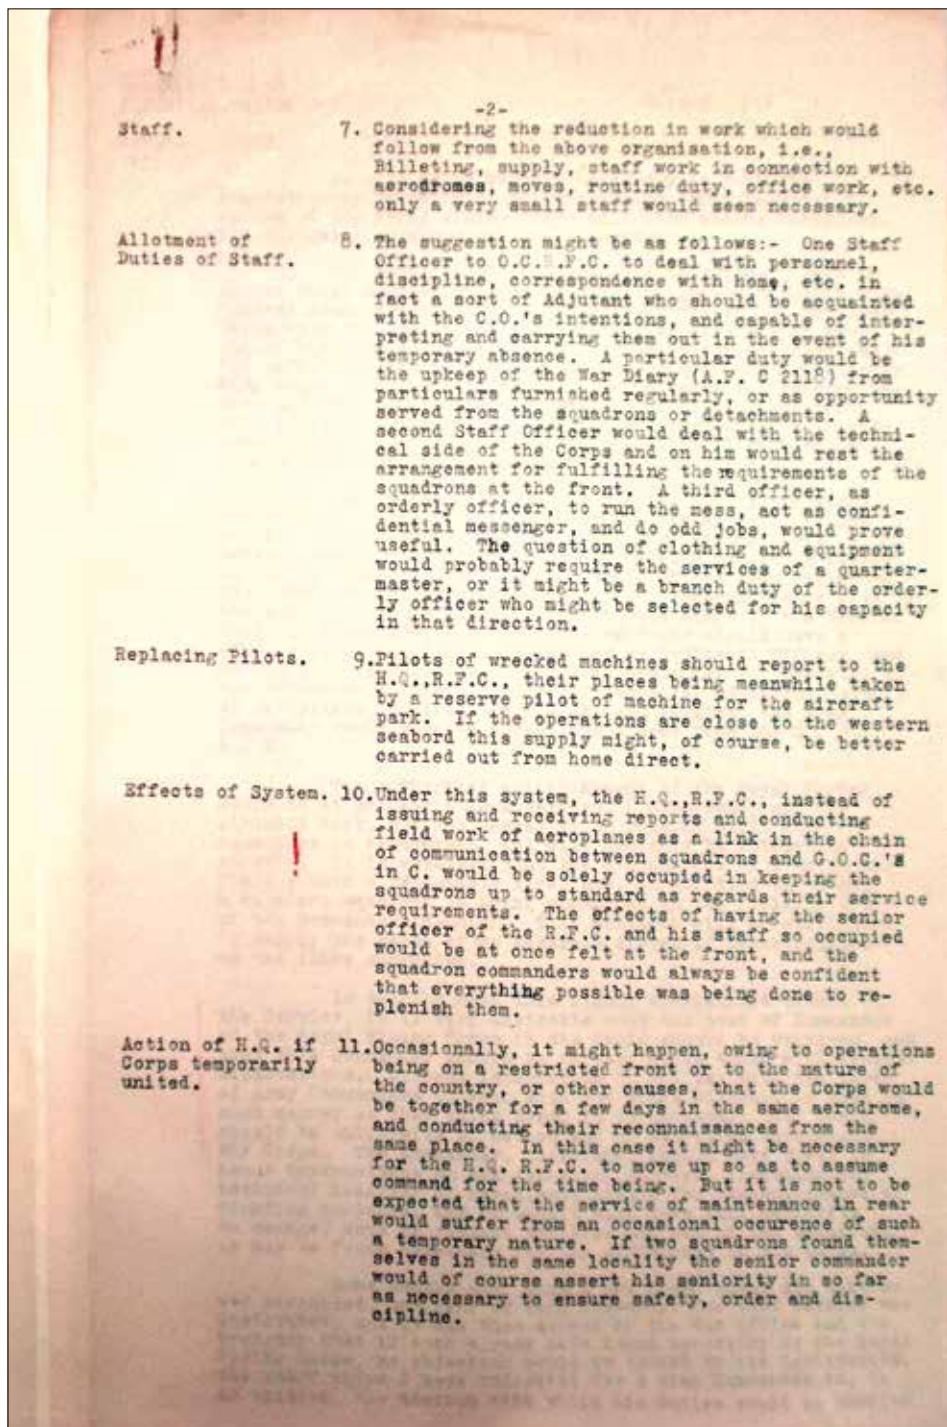 -2-
Staff. 7. Considering the reduction in work which would
follow from the above organisation, i.e.,
Billeting, supply, staff work in connection with
aerodromes, moves, routine duty, office work, etc.
only a very small staff would seem necessary.
Allotment of 8. The suggestion might be as follows:- One Staff
Duties of Staff. Officer to O.C.R.F.C. to deal with personnel,
discipline, correspondence with home, etc. in
fact a sort of Adjutant who should be acquainted
with the C.O.'s intentions, and capable of inter-
preting and carrying them out in the event of his
temporary absence. A particular duty would be
the upkeep of the War Diary (A.F. C 2118) from
particulars furnished regularly, or as opportunity
served from the squadrons or detachments. A
second Staff Officer would deal with the techni-
cal side of the Corps and on him would rest the
arrangement for fulfilling the requirements of the
squadrons at the front. A third officer, as
orderly officer, to run the mess, act as confi-
dential messenger, and do odd jobs, would prove
useful. The question of clothing and equipment
would probably require the services of a quarter-
master, or it might be a branch duty of the order-
ly officer who might be selected for his capacity
in that direction.
Replacing Pilots. 9. Pilots of wrecked machines should report to the
H.Q.,R.F.C., their places being meanwhile taken
by a reserve pilot of machine for the aircraft
park. If the operations are close to the western
seabord this supply might, of course, be better
carried out from home direct.
Effects of System. 10. Under this system, the H.Q.,R.F.C., instead of
issuing and receiving reports and conducting
field work of aeroplanes as a link in the chain
! of communication between squadrons and G.O.C.'s
in C. would be solely occupied in keeping the
squadrons up to standard as regards their service
requirements. The effects of having the senior
officer of the R.F.C. and his staff so occupied
would be at once felt at the front, and the
squadron commanders would always be confident
that everything possible was being done to re-
plenish them.
Action of H.Q. if 11. Occasionally, it might happen, owing to operations
Corps temporarily being on a restricted front or to the nature of
united. the country, or other causes, that the Corps would
be together for a few days in the same aerodrome,
and conducting their reconnaissances from the
same place. In this case it might be necessary
for the H.Q. R.F.C. to move up so as to assume
command for the time being. But it is not to be
expected that the service of maintenance in rear
would suffer from an occasional occurence of such
a temporary nature. If two squadrons found them-
selves in the same locality the senior commander
would of course assert his seniority in so far
as necessary to ensure safety, order and dis-
cipline.